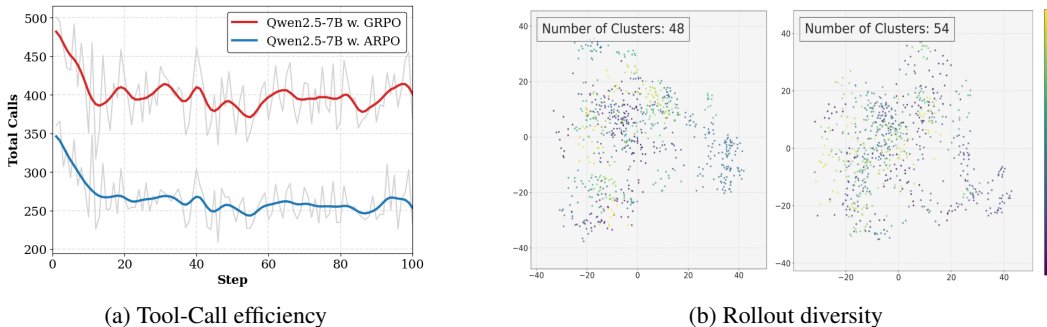 500
450
400
350
300
250
200
Total Calls
Qwen2.5-7B w. GRPO
Qwen2.5-7B w. ARPO
0 20 40 60 80 100
Step
(a) Tool-Call efficiency
Number of Clusters: 48
40
20
0
−20
−40
−40 −20 0 20 40
Number of Clusters: 54
40
20
0
−20
−40
−40 −20 0 20 40
(b) Rollout diversity